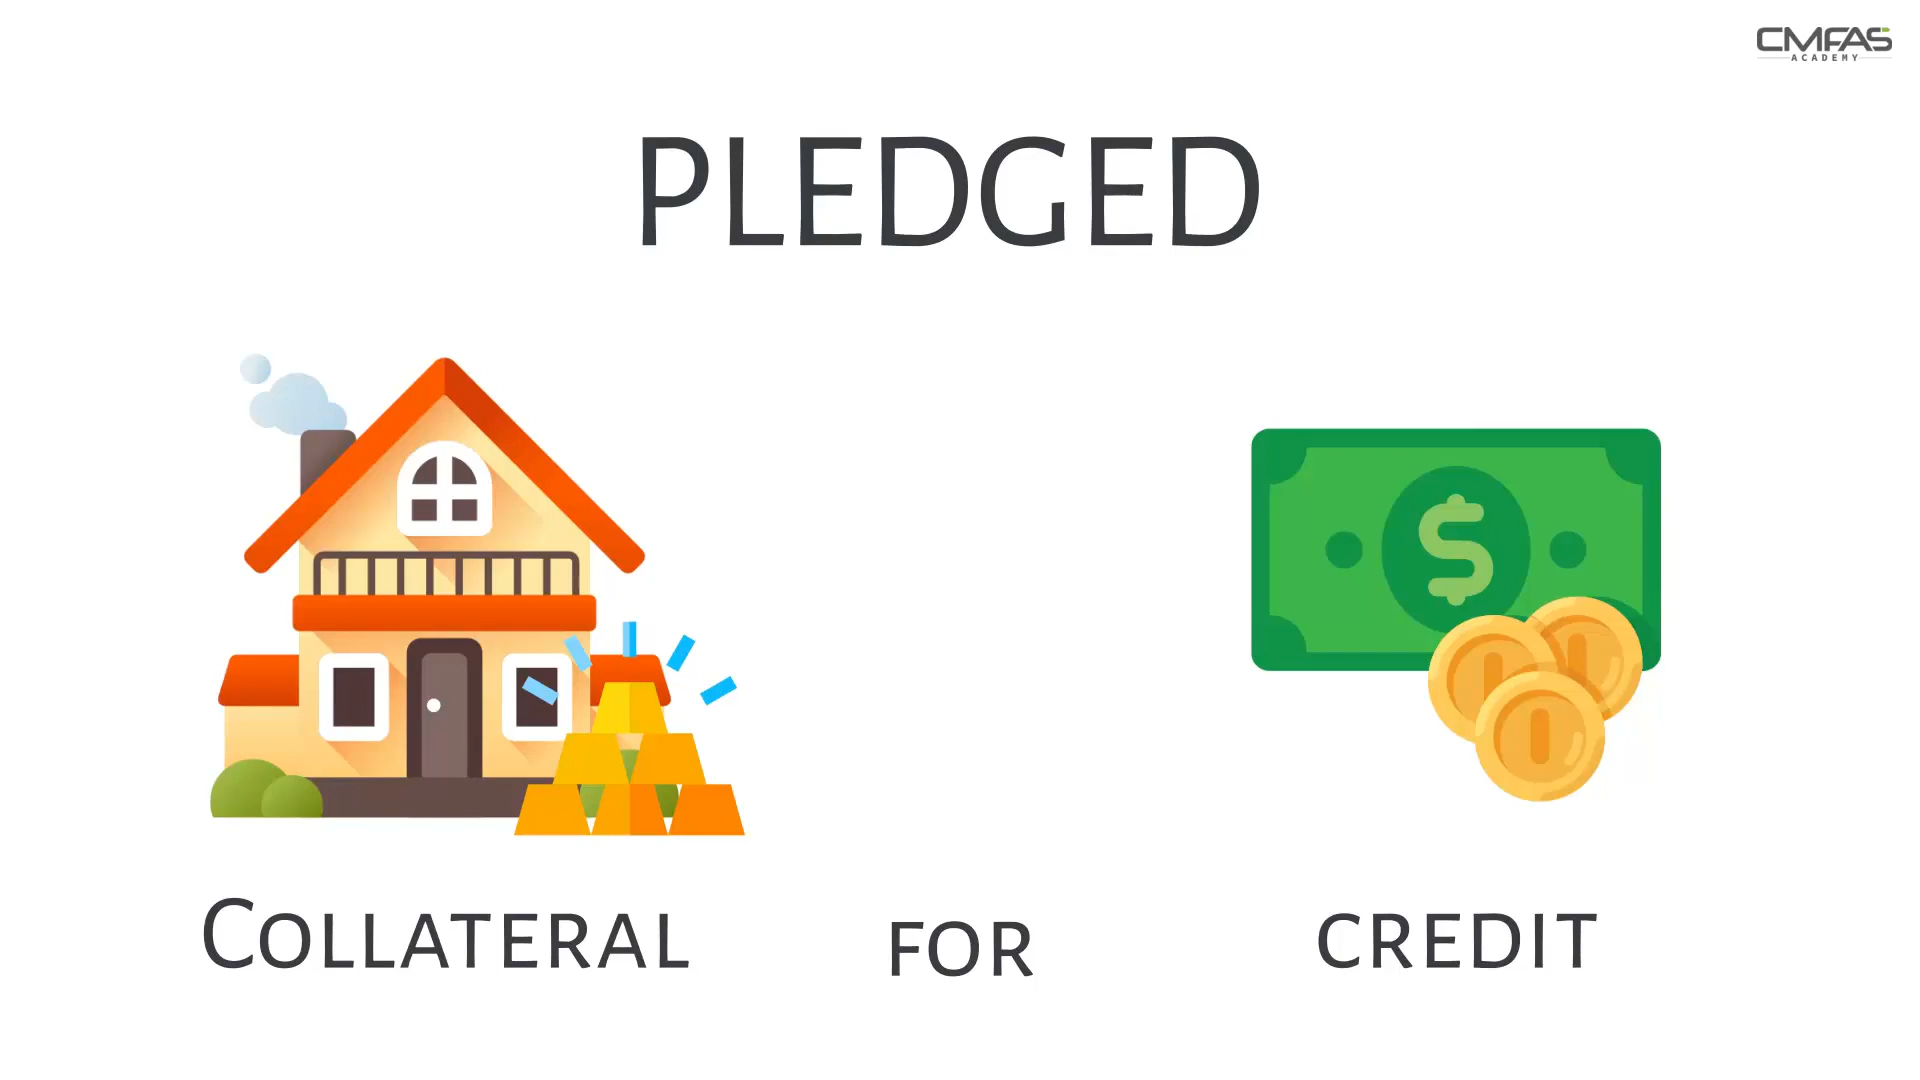 CMFAS
ACADEMY
PLEDGED
$
COLLATERAL FOR CREDIT